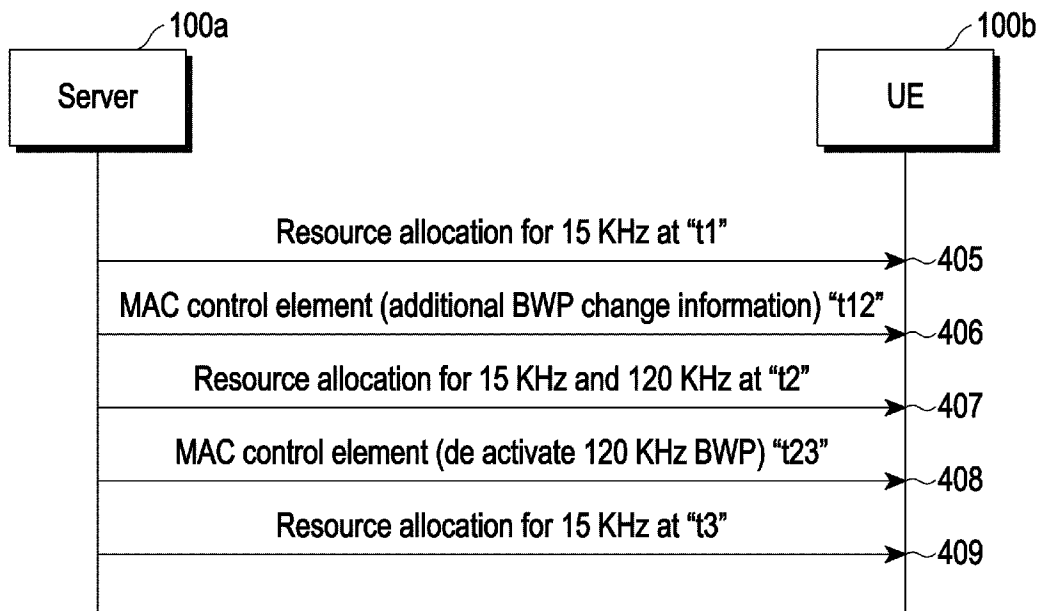 100a
100b
Server
UE
Resource allocation for 15 KHz at “t1”
405
MAC control element (additional BWP change information) “t12”
406
Resource allocation for 15 KHz and 120 KHz at “t2”
407
MAC control element (de activate 120 KHz BWP) “t23”
408
Resource allocation for 15 KHz at “t3”
409